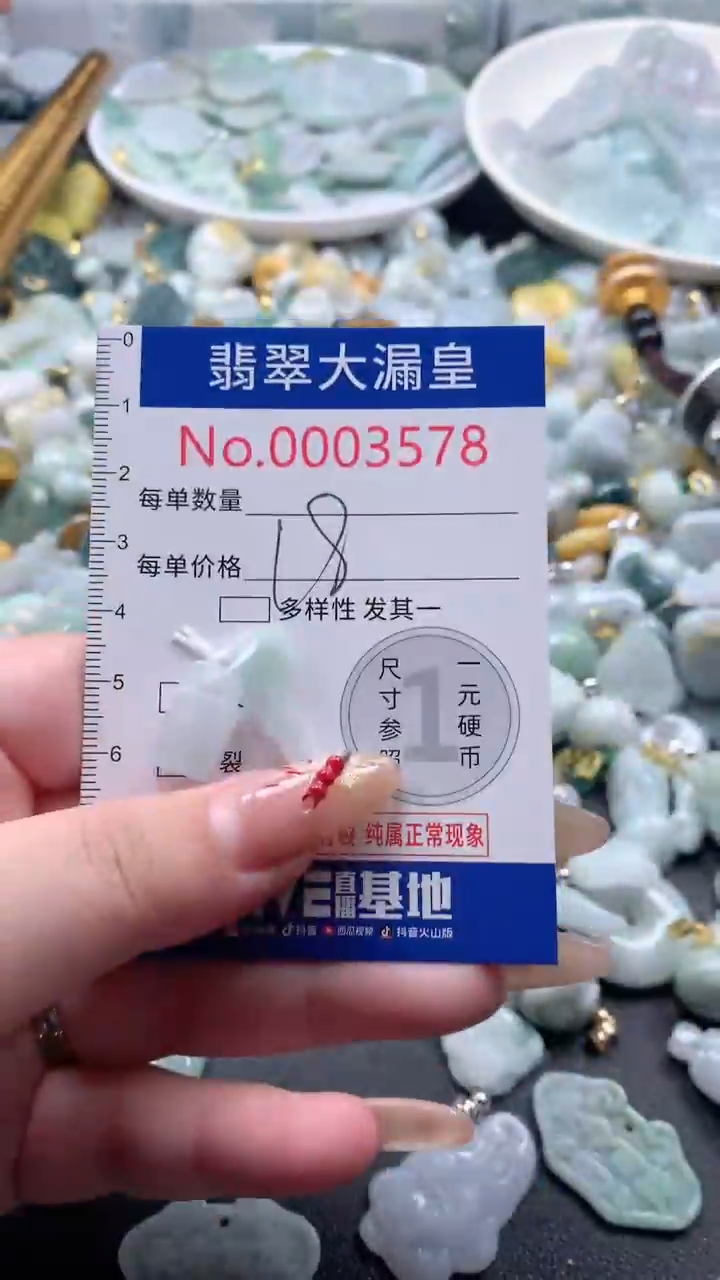 翡翠大漏皇
No.0003578
每单数量
每单价格 18
多样性 发其一
尺寸参照 一元硬币
1
裂
纯属正常现象
直播基地
抖音 西瓜视频 抖音火山版
0
1
2
3
4
5
6